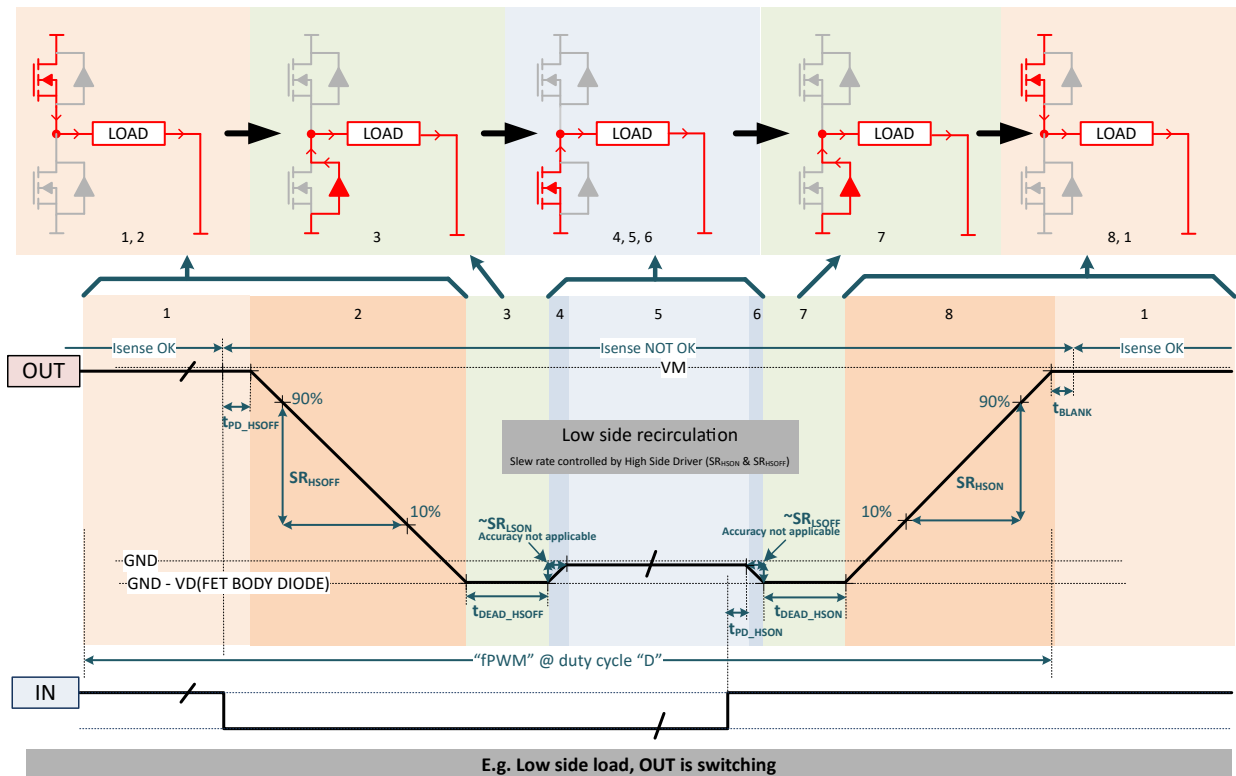 LOAD LOAD LOAD LOAD LOAD
1, 2 3 4, 5, 6 7 8, 1
1 2 3 4 5 6 7 8 1
Isense OK Isense NOT OK Isense OK
OUT
VM
90% 90%
tPD_HSOFF tBLANK
Low side recirculation
Slew rate controlled by High Side Driver (SRHSON & SRHSOFF)
SRHSOFF SRHSON
10% 10%
~SRLSON ~SRLSOFF
Accuracy not applicable Accuracy not applicable
GND
GND - VD(FET BODY DIODE)
tDEAD_HSOFF tDEAD_HSON
tPD_HSON
“fPWM” @ duty cycle “D”
IN
E.g. Low side load, OUT is switching